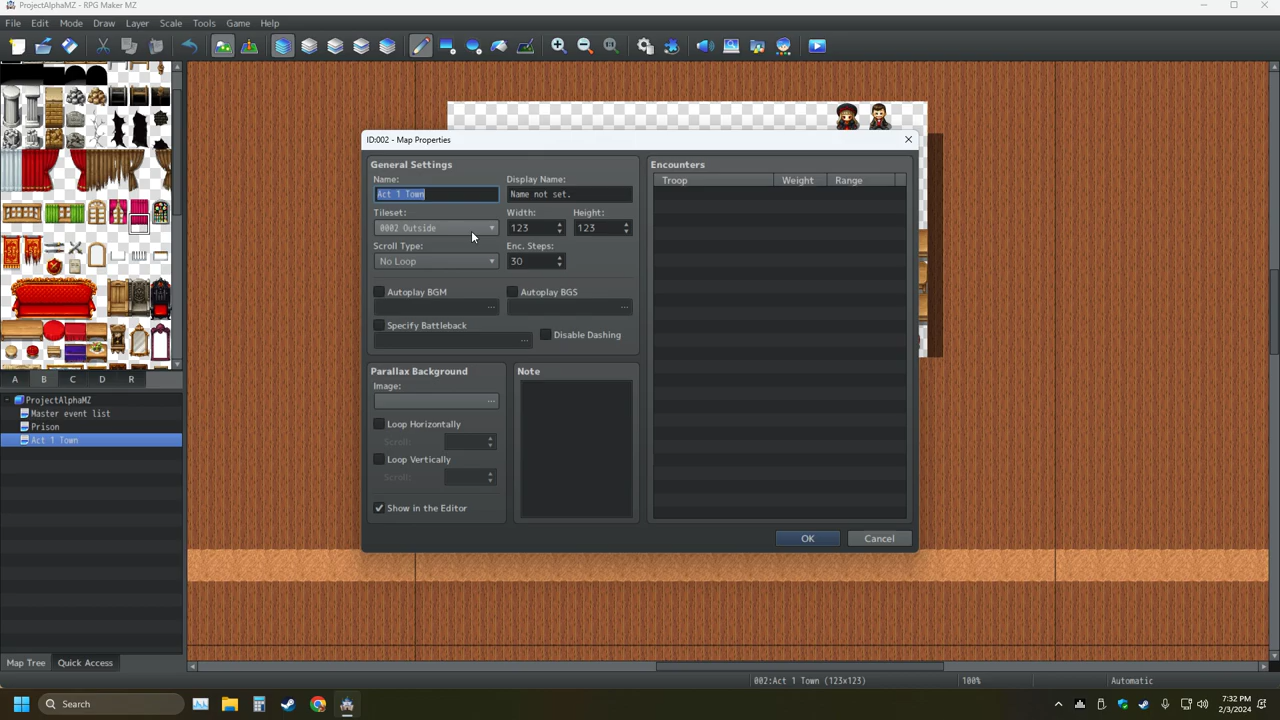 ProjectAlphaMZ - RPG Maker MZ
File Edit Mode Draw Layer Scale Tools Game Help
ID:002 - Map Properties
General Settings
Name:
Display Name:
Act 1 Town
Name not set.
Tileset:
Width:
Height:
0002 Outside
123
123
Scroll Type:
Enc. Steps:
No Loop
30
Autoplay BGM
Autoplay BGS
...
...
Specify Battleback
Disable Dashing
...
Parallax Background
Image:
...
Loop Horizontally
Scroll:
Loop Vertically
Scroll:
Show in the Editor
Note
Encounters
Troop Weight Range
OK
Cancel
A B C D R
ProjectAlphaMZ
Master event list
Prison
Act 1 Town
Map Tree
Quick Access
002:Act 1 Town (123x123)
100%
Automatic
Search
7:32 PM
2/3/2024